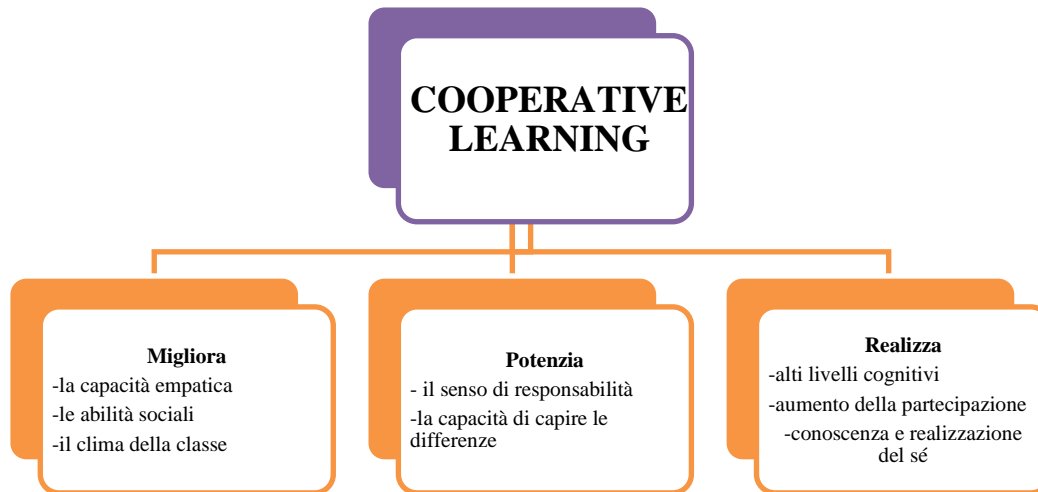 COOPERATIVE
LEARNING
Migliora
-la capacità empatica
-le abilità sociali
-il clima della classe
Potenzia
- il senso di responsabilità
-la capacità di capire le
differenze
Realizza
-alti livelli cognitivi
-aumento della partecipazione
-conoscenza e realizzazione
del sé